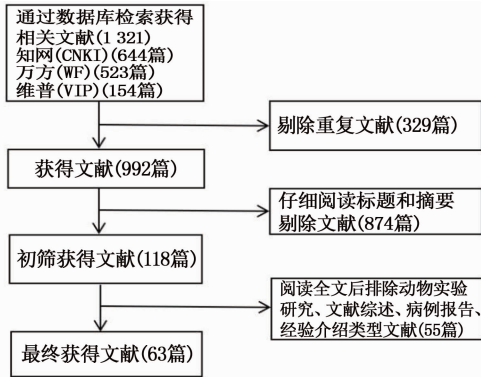 通过数据库检索获得
相关文献(1 321)
知网(CNKI)(644篇)
万方(WF)(523篇)
维普(VIP)(154篇)
剔除重复文献(329篇)
获得文献(992篇)
仔细阅读标题和摘要
剔除文献(874篇)
初筛获得文献(118篇)
阅读全文后排除动物实验
研究、文献综述、病例报告、
经验介绍类型文献(55篇)
最终获得文献(63篇)